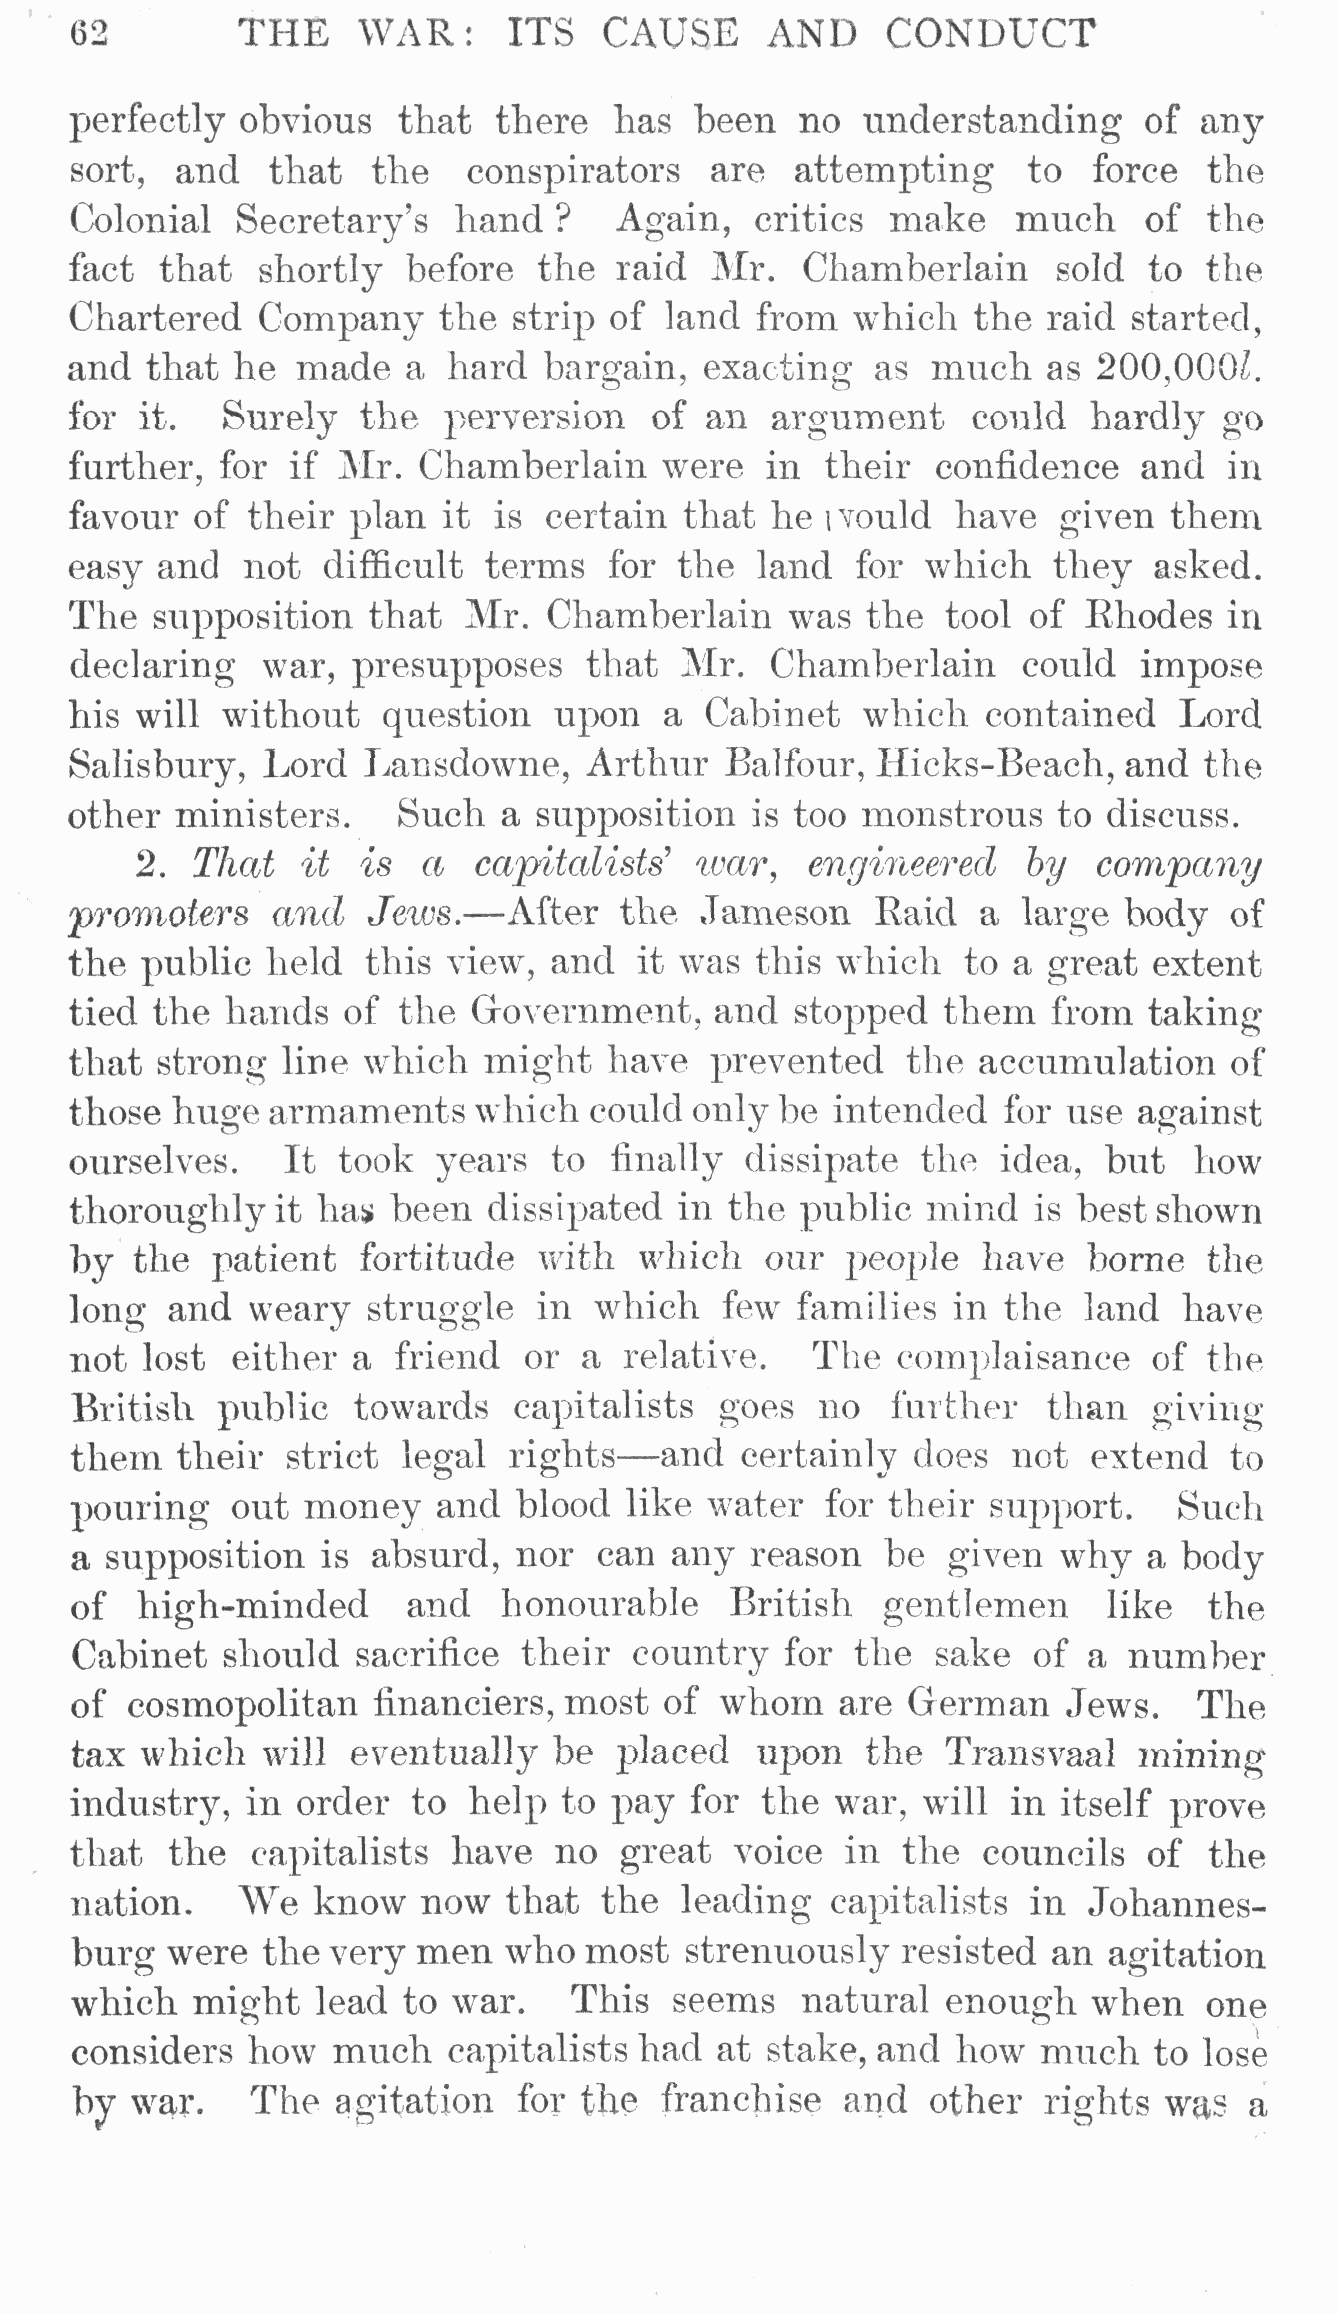 62 THE WAR: ITS CAUSE AND CONDUCT
perfectly obvious that there has been no understanding of any
sort, and that the conspirators are attempting to force the
Colonial Secretary's hand? Again, critics make much of the
fact that shortly before the raid Mr. Chamberlain sold to the
Chartered Company the strip of land from which the raid started,
and that he made a hard bargain, exacting as much as 200,000l.
for it. Surely the perversion of an argument could hardly go
further, for if Mr. Chamberlain were in their confidence and in
favour of their plan it is certain that he would have given them
easy and not difficult terms for the land for which they asked.
The supposition that Mr. Chamberlain was the tool of Rhodes in
declaring war, presupposes that Mr. Chamberlain could impose
his will without question upon a Cabinet which contained Lord
Salisbury, Lord Lansdowne, Arthur Balfour, Hicks-Beach, and the
other ministers. Such a supposition is too monstrous to discuss.
2. That it is a capitalists' war, engineered by company
promoters and Jews.—After the Jameson Raid a large body of
the public held this view, and it was this which to a great extent
tied the hands of the Government, and stopped them from taking
that strong line which might have prevented the accumulation of
those huge armaments which could only be intended for use against
ourselves. It took years to finally dissipate the idea, but how
thoroughly it has been dissipated in the public mind is best shown
by the patient fortitude with which our people have borne the
long and weary struggle in which few families in the land have
not lost either a friend or a relative. The complaisance of the
British public towards capitalists goes no further than giving
them their strict legal rights—and certainly does not extend to
pouring out money and blood like water for their support. Such
a supposition is absurd, nor can any reason be given why a body
of high-minded and honourable British gentlemen like the
Cabinet should sacrifice their country for the sake of a number
of cosmopolitan financiers, most of whom are German Jews. The
tax which will eventually be placed upon the Transvaal mining
industry, in order to help to pay for the war, will in itself prove
that the capitalists have no great voice in the councils of the
nation. We know now that the leading capitalists in Johannes-
burg were the very men who most strenuously resisted an agitation
which might lead to war. This seems natural enough when one
considers how much capitalists had at stake, and how much to lose
by war. The agitation for the franchise and other rights was a